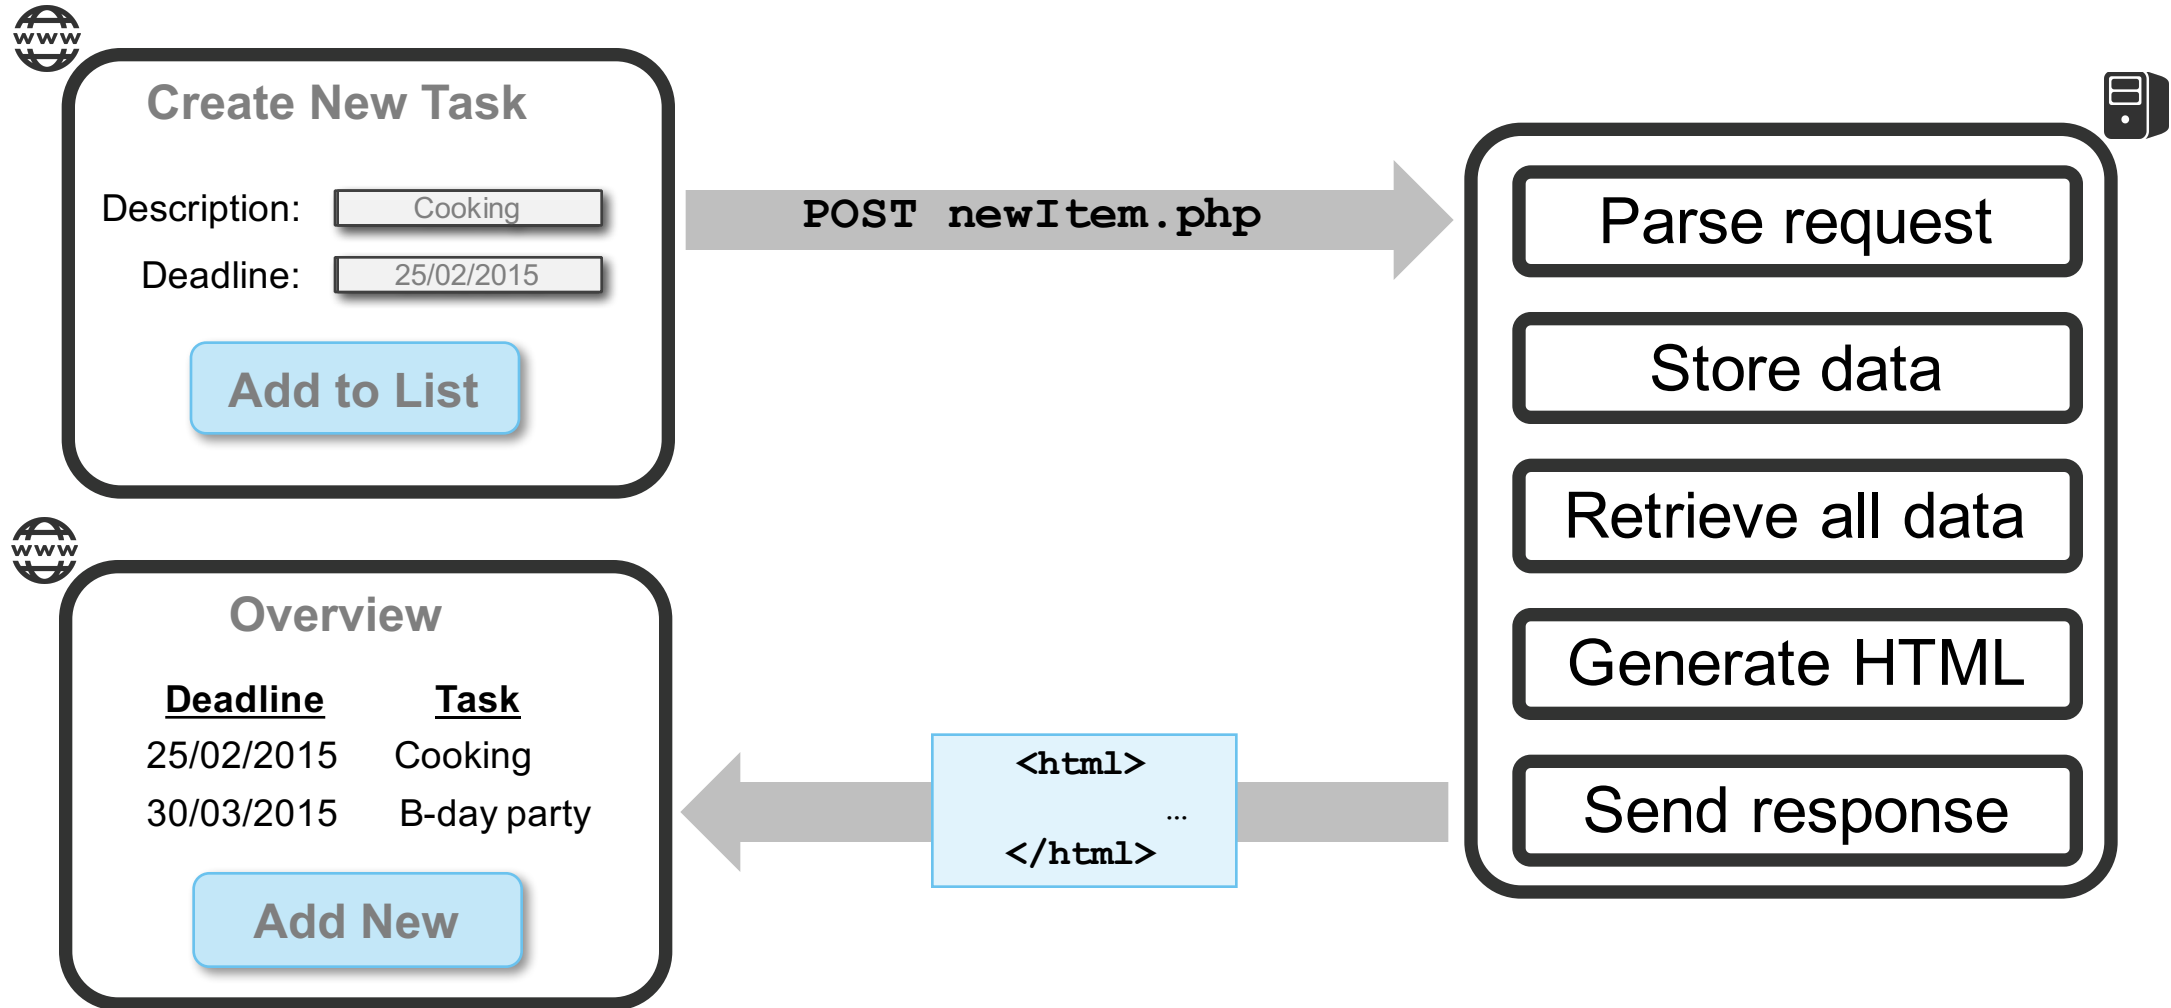 www
Create New Task
Description: Cooking
Deadline: 25/02/2015
Add to List
POST newItem.php
Parse request
Store data
Retrieve all data
Generate HTML
Send response
www
Overview
Deadline Task
25/02/2015 Cooking
30/03/2015 B-day party
Add New
<html>
...
</html>